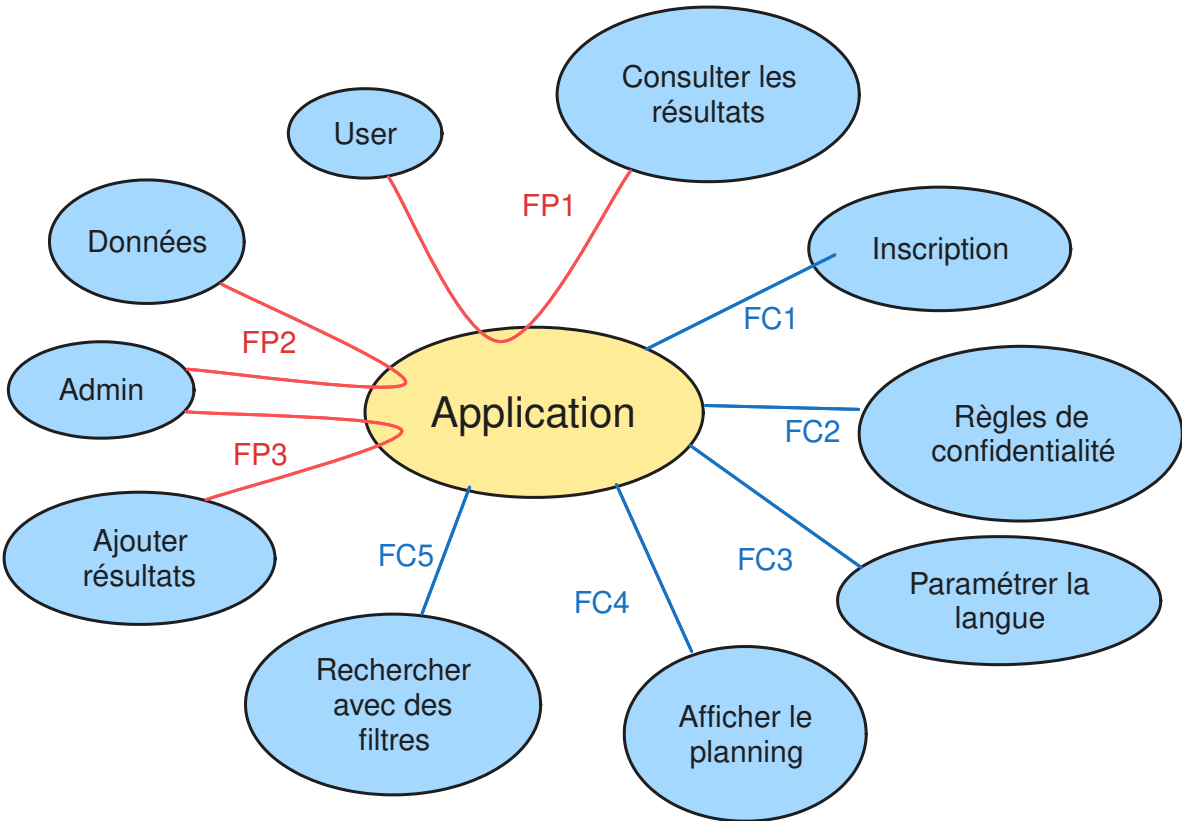 Consulter les
résultats
User
FP1
Données
Inscription
FC1
FP2
Admin
Application
Règles de
confidentialité
FC2
FP3
Ajouter
résultats
FC5
FC3
FC4
Paramétrer la
langue
Rechercher
avec des
filtres
Afficher le
planning